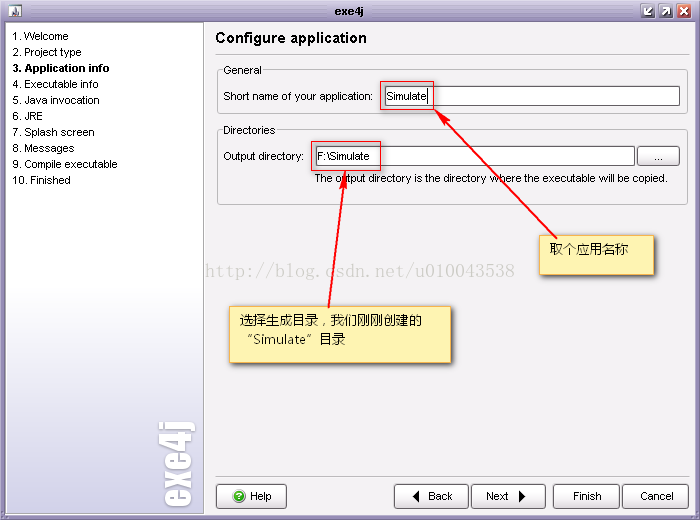 exe4j
1. Welcome
2. Project type
3. Application info
4. Executable info
5. Java invocation
6. JRE
7. Splash screen
8. Messages
9. Compile executable
10. Finished
exe4j
Configure application
General
Short name of your application: Simulate
Directories
Output directory: F:\Simulate ...
The output directory is the directory where the executable will be copied.
取个应用名称
http://blog.csdn.net/u010043538
选择生成目录，我们刚刚创建的
“Simulate”目录
Help Back Next Finish Cancel